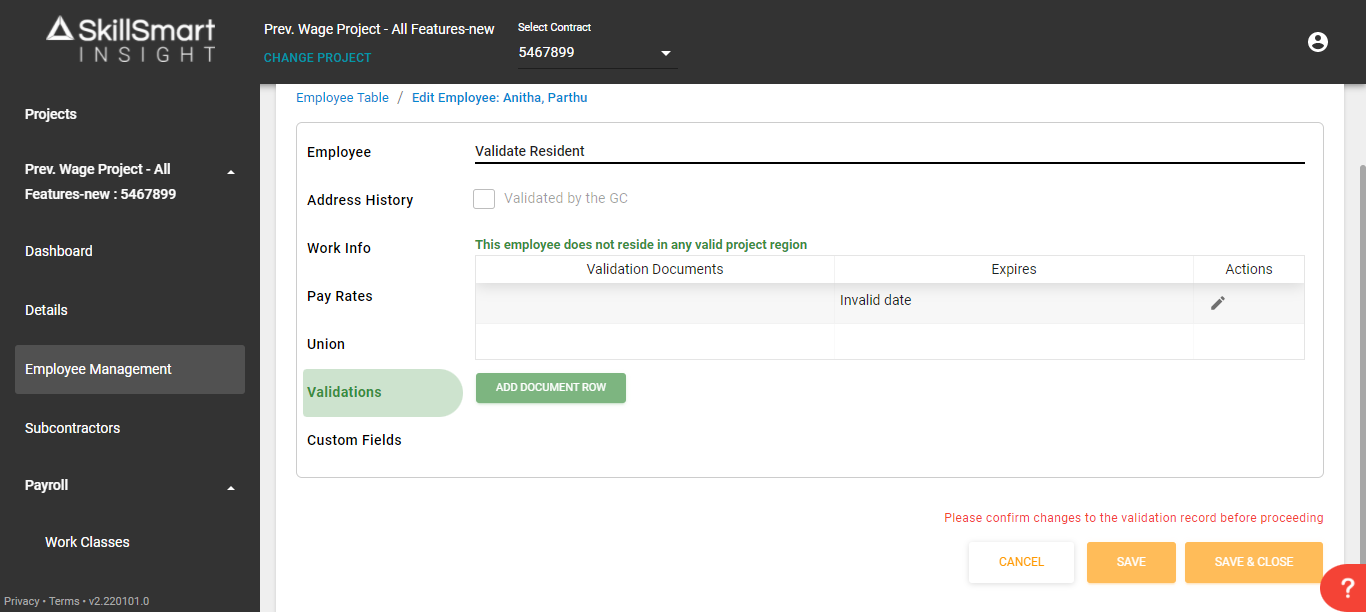 SkillSmart
INSIGHT
Prev. Wage Project - All Features-new
CHANGE PROJECT
Select Contract
5467899
Projects
Prev. Wage Project - All
Features-new : 5467899
Dashboard
Details
Employee Management
Subcontractors
Payroll
Work Classes
Privacy • Terms • v2.220101.0
Employee Table / Edit Employee: Anitha, Parthu
Employee
Address History
Work Info
Pay Rates
Union
Validations
Custom Fields
Validate Resident
Validated by the GC
This employee does not reside in any valid project region
Validation Documents Expires Actions
Invalid date
ADD DOCUMENT ROW
Please confirm changes to the validation record before proceeding
CANCEL SAVE SAVE & CLOSE
?